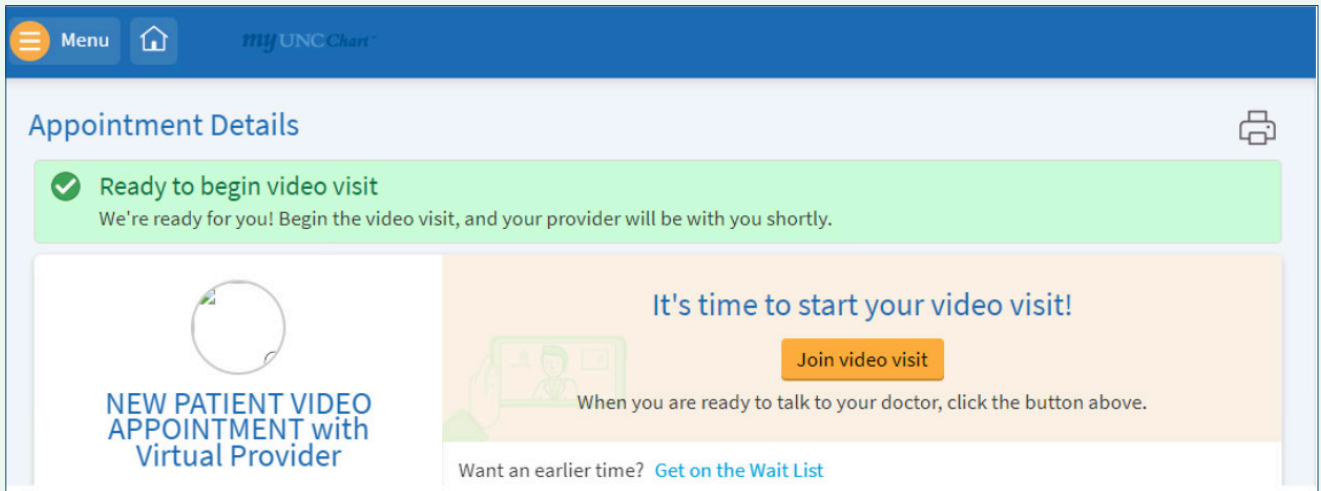 Menu
my UNC Chart
Appointment Details
Ready to begin video visit
We're ready for you! Begin the video visit, and your provider will be with you shortly.
It's time to start your video visit!
Join video visit
When you are ready to talk to your doctor, click the button above.
NEW PATIENT VIDEO
APPOINTMENT with
Virtual Provider
Want an earlier time? Get on the Wait List